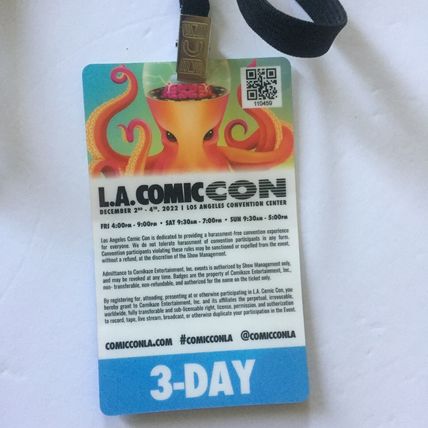 110459
L.A. COMIC CON
DECEMBER 2ND - 4TH, 2022 | LOS ANGELES CONVENTION CENTER
FRI 4:00PM - 9:00PM • SAT 9:30AM - 7:00PM • SUN 9:30AM - 5:00PM
Los Angeles Comic Con is dedicated to providing a harassment-free convention experience
for everyone. We do not tolerate harassment of convention participants in any form.
Convention participants violating these rules may be sanctioned or expelled from the event,
without a refund, at the discretion of the Show Management.
Admittance to Comikaze Entertainment, Inc. events is authorized by Show Management only,
and may be revoked at any time. Badges are the property of Comikaze Entertainment, Inc.,
non- transferable, non-refundable, and authorized for the name on the ticket only.
By registering for, attending, presenting at or otherwise participating in L.A. Comic Con, you
hereby grant to Comikaze Entertainment, Inc. and its affiliates the perpetual, irrevocable,
worldwide, fully transferable and sub-licensable right, license, permission, and authorization
to record, tape, live stream, broadcast, or otherwise duplicate your participation in the Event.
COMICCONLA.COM #COMICCONLA @COMICCONLA
3-DAY